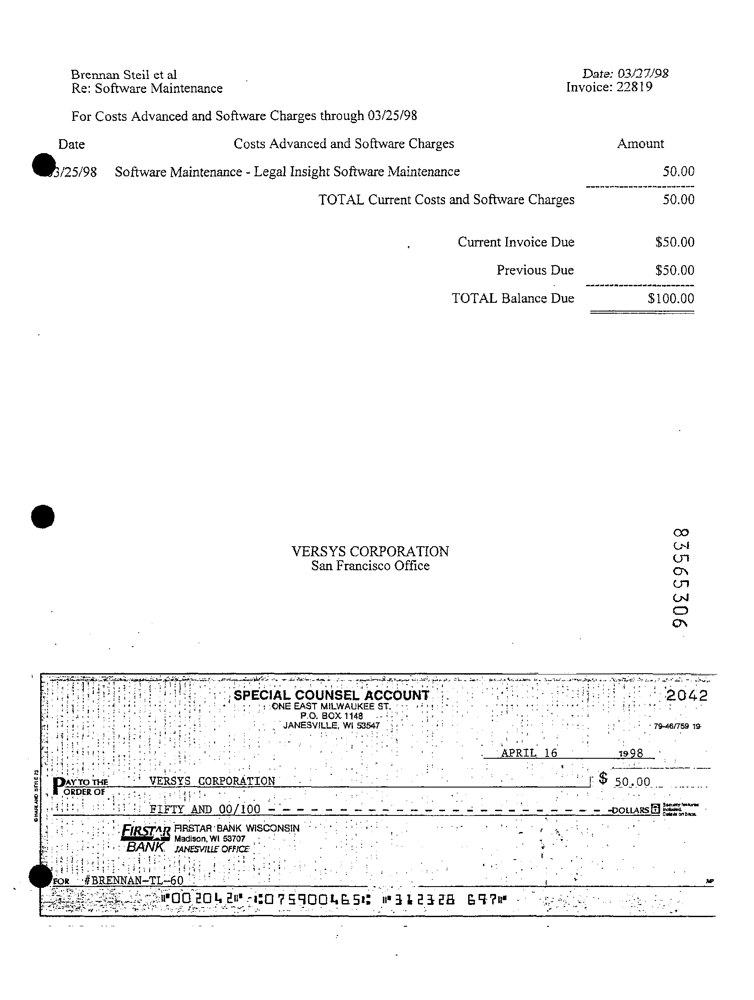 Brennan Steil et al
Date: 03/27/98
Re: Software Maintenance
Invoice: 22819
For Costs Advanced and Software Charges through 03/25/98
Date Costs Advanced and Software Charges Amount
3/25/98 Software Maintenance - Legal Insight Software Maintenance 50.00
TOTAL Current Costs and Software Charges 50.00
Current Invoice Due $50.00
Previous Due $50.00
TOTAL Balance Due $100.00
VERSYS CORPORATION
San Francisco Office
83565306
SPECIAL COUNSEL ACCOUNT
2042
ONE EAST MILWAUKEE ST.
P.O. BOX 1148
JANESVILLE, WI 53547
79-46/759 19
APRIL 16 1998
PAY TO THE ORDER OF VERSYS CORPORATION $ 50.00
FIFTY AND 00/100 - - - - - - - - - - - - - - - - - - - - - -DOLLARS
Security features included. Details on back.
FIRSTAR BANK
FIRSTAR BANK WISCONSIN
Madison, WI 53707
JANESVILLE OFFICE
FOR #BRENNAN-TL-60
MP
⑈002042⑈ ⑆075900465⑆ ⑈312328 697⑈